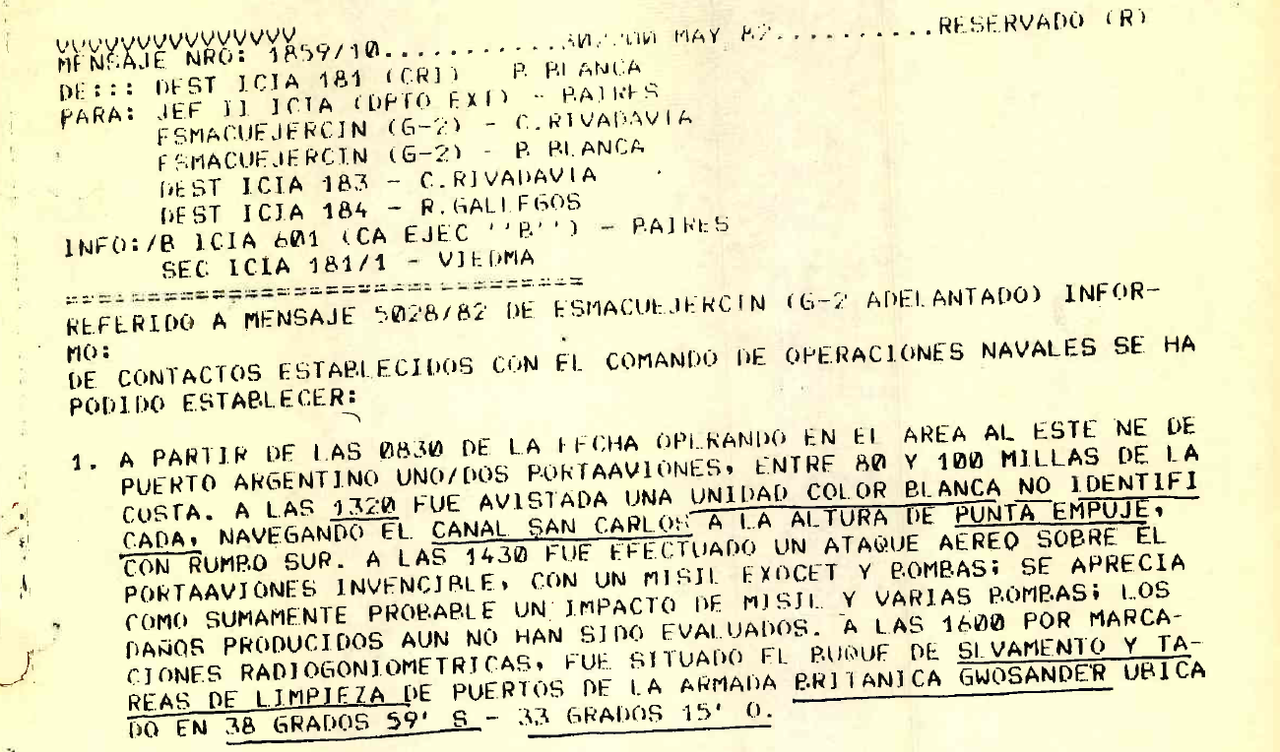 VVVVVVVVVVVVVVVV
MENSAJE NRO: 1859/10............ MAY 82..........RESERVADO (R)
DE::: DEST ICIA 181 (CRI) B. BLANCA
PARA: JEF II ICIA (DPTO EXT) - BAIRES
ESMACUEJERCIN (G-2) - C.RIVADAVIA
ESMACUEJERCIN (G-2) - B BLANCA
DEST ICIA 183 - C.RIVADAVIA
DEST ICIA 184 - R.GALLEGOS
INFO:/B ICIA 601 (CA EJEC ''B'') - BAIRES
SEC ICIA 181/1 - VIEDMA
================================
REFERIDO A MENSAJE 5028/82 DE ESMACUEJERCIN (G-2 ADELANTADO) INFOR-
MO:
DE CONTACTOS ESTABLECIDOS CON EL COMANDO DE OPERACIONES NAVALES SE HA
PODIDO ESTABLECER:
1. A PARTIR DE LAS 0830 DE LA FECHA OPERANDO EN EL AREA AL ESTE NE DE
PUERTO ARGENTINO UNO/DOS PORTAAVIONES, ENTRE 80 Y 100 MILLAS DE LA
COSTA. A LAS 1320 FUE AVISTADA UNA UNIDAD COLOR BLANCA NO IDENTIFI
CADA, NAVEGANDO EL CANAL SAN CARLOS A LA ALTURA DE PUNTA EMPUJE,
CON RUMBO SUR. A LAS 1430 FUE EFECTUADO UN ATAQUE AEREO SOBRE EL
PORTAAVIONES INVENCIBLE, CON UN MISIL EXOCET Y BOMBAS; SE APRECIA
COMO SUMAMENTE PROBABLE UN IMPACTO DE MISIL Y VARIAS BOMBAS; LOS
DAÑOS PRODUCIDOS AUN NO HAN SIDO EVALUADOS. A LAS 1600 POR MARCA-
CIONES RADIOGONIOMETRICAS, FUE SITUADO EL BUQUE DE SLVAMENTO Y TA-
REAS DE LIMPIEZA DE PUERTOS DE LA ARMADA BRITANICA GWOSANDER UBICA
DO EN 38 GRADOS 59' S - 33 GRADOS 15' O.